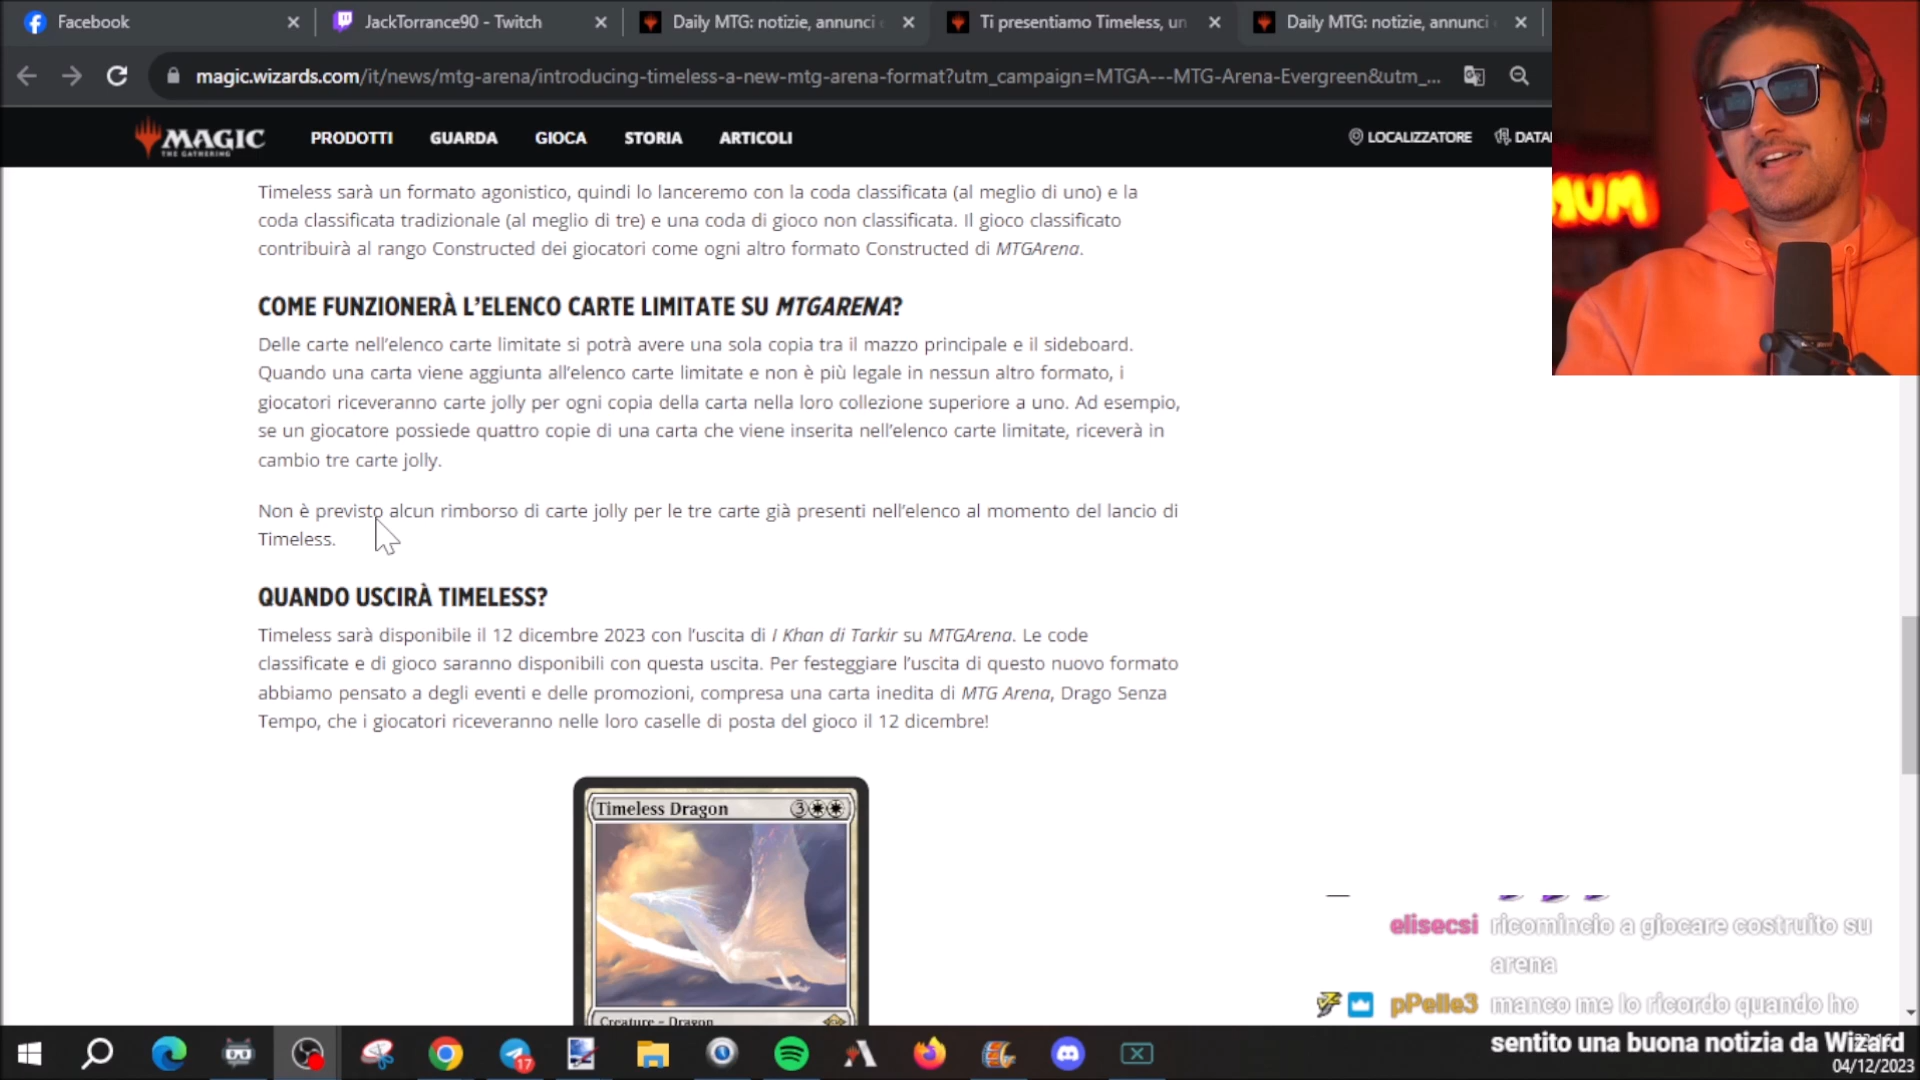 Facebook
JackTorrance90 - Twitch
Daily MTG: notizie, annunci
Ti presentiamo Timeless, un
Daily MTG: notizie, annunci
magic.wizards.com/it/news/mtg-arena/introducing-timeless-a-new-mtg-arena-format?utm_campaign=MTGA---MTG-Arena-Evergreen&utm_...
MAGIC
THE GATHERING
PRODOTTI
GUARDA
GIOCA
STORIA
ARTICOLI
LOCALIZZATORE
Timeless sarà un formato agonistico, quindi lo lanceremo con la coda classificata (al meglio di uno) e la
coda classificata tradizionale (al meglio di tre) e una coda di gioco non classificata. Il gioco classificato
contribuirà al rango Constructed dei giocatori come ogni altro formato Constructed di MTGArena.
COME FUNZIONERÀ L'ELENCO CARTE LIMITATE SU MTGARENA?
Delle carte nell'elenco carte limitate si potrà avere una sola copia tra il mazzo principale e il sideboard.
Quando una carta viene aggiunta all'elenco carte limitate e non è più legale in nessun altro formato, i
giocatori riceveranno carte jolly per ogni copia della carta nella loro collezione superiore a uno. Ad esempio,
se un giocatore possiede quattro copie di una carta che viene inserita nell'elenco carte limitate, riceverà in
cambio tre carte jolly.
Non è previsto alcun rimborso di carte jolly per le tre carte già presenti nell'elenco al momento del lancio di
Timeless.
QUANDO USCIRÀ TIMELESS?
Timeless sarà disponibile il 12 dicembre 2023 con l'uscita di I Khan di Tarkir su MTGArena. Le code
classificate e di gioco saranno disponibili con questa uscita. Per festeggiare l'uscita di questo nuovo formato
abbiamo pensato a degli eventi e delle promozioni, compresa una carta inedita di MTG Arena, Drago Senza
Tempo, che i giocatori riceveranno nelle loro caselle di posta del gioco il 12 dicembre!
Timeless Dragon 3
Creature – Dragon
elisecsi ricomincio a giocare costruito su
arena
pPelle3 manco me lo ricordo quando ho
sentito una buona notizia da Wizard
17
04/12/2023